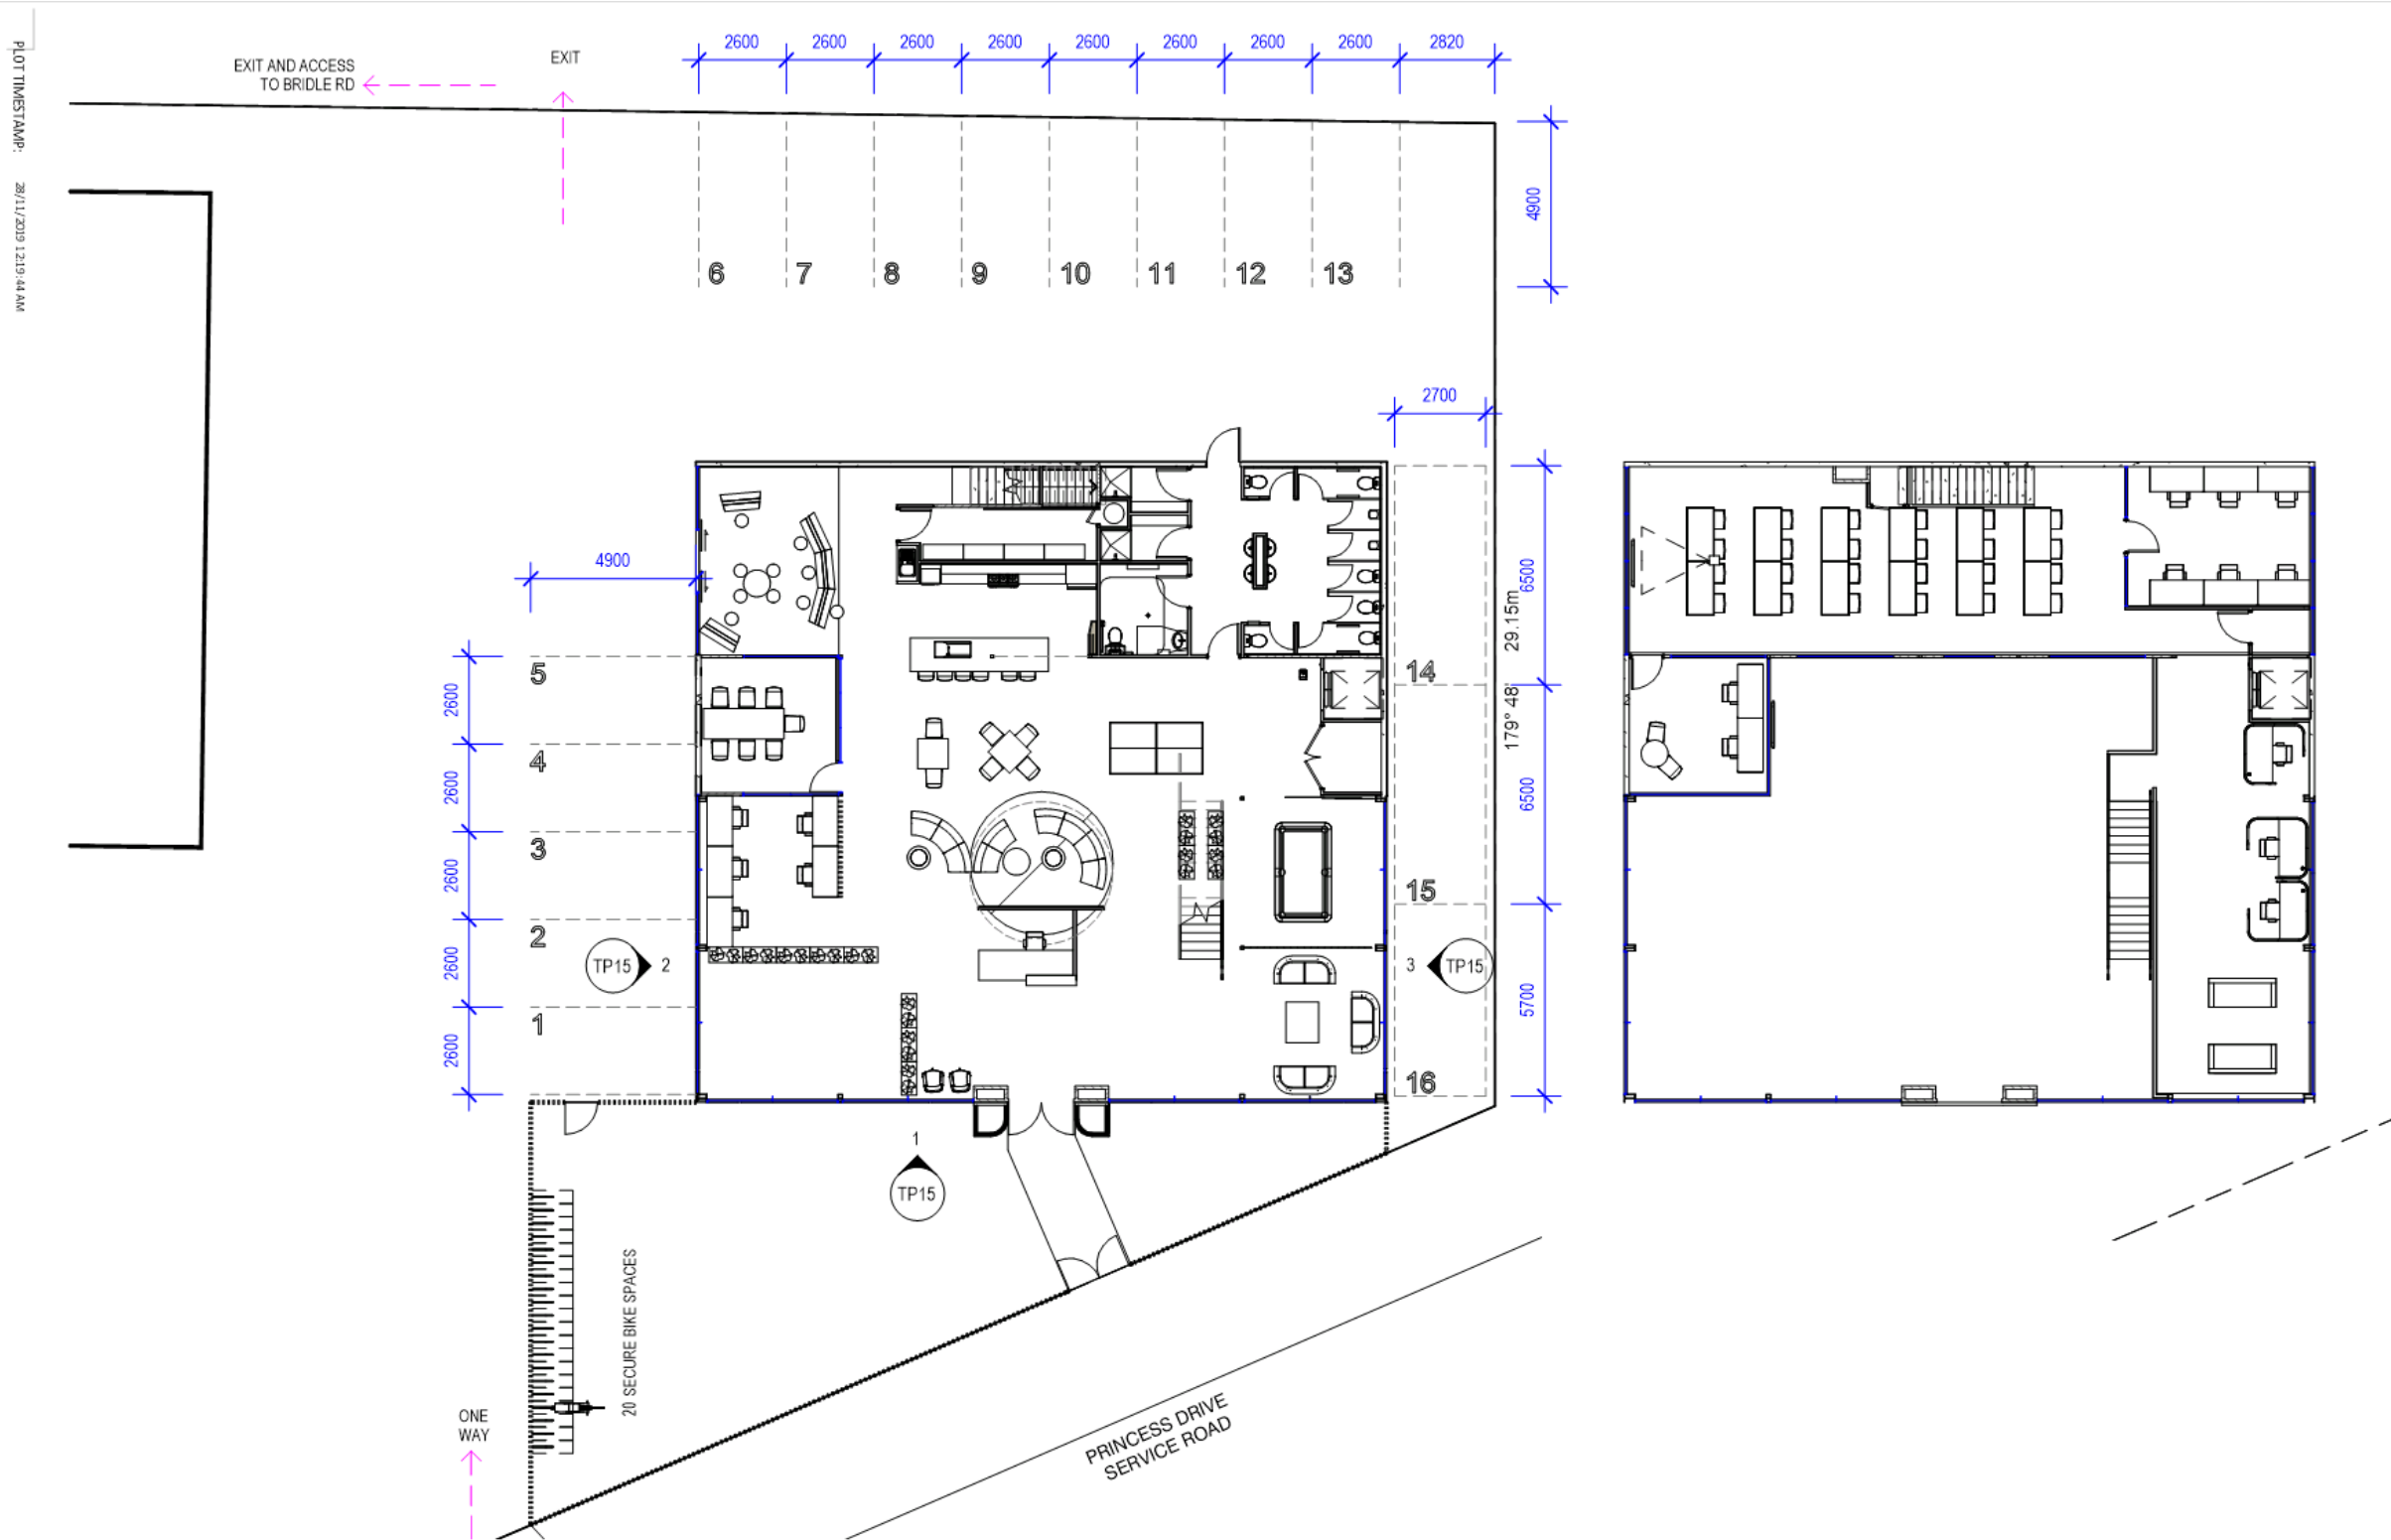 PLOT TIMESTAMP: 28/11/2019 12:19:44 AM
EXIT AND ACCESS
TO BRIDLE RD
EXIT
2600 2600 2600 2600 2600 2600 2600 2600 2820
4900
6 7 8 9 10 11 12 13
2700
4900
6500
29.15m
179° 48'
6500
5700
5
4
3
2
1
2600
2600
2600
2600
2600
14
15
16
TP15 2
3 TP15
1
TP15
20 SECURE BIKE SPACES
ONE
WAY
PRINCESS DRIVE
SERVICE ROAD